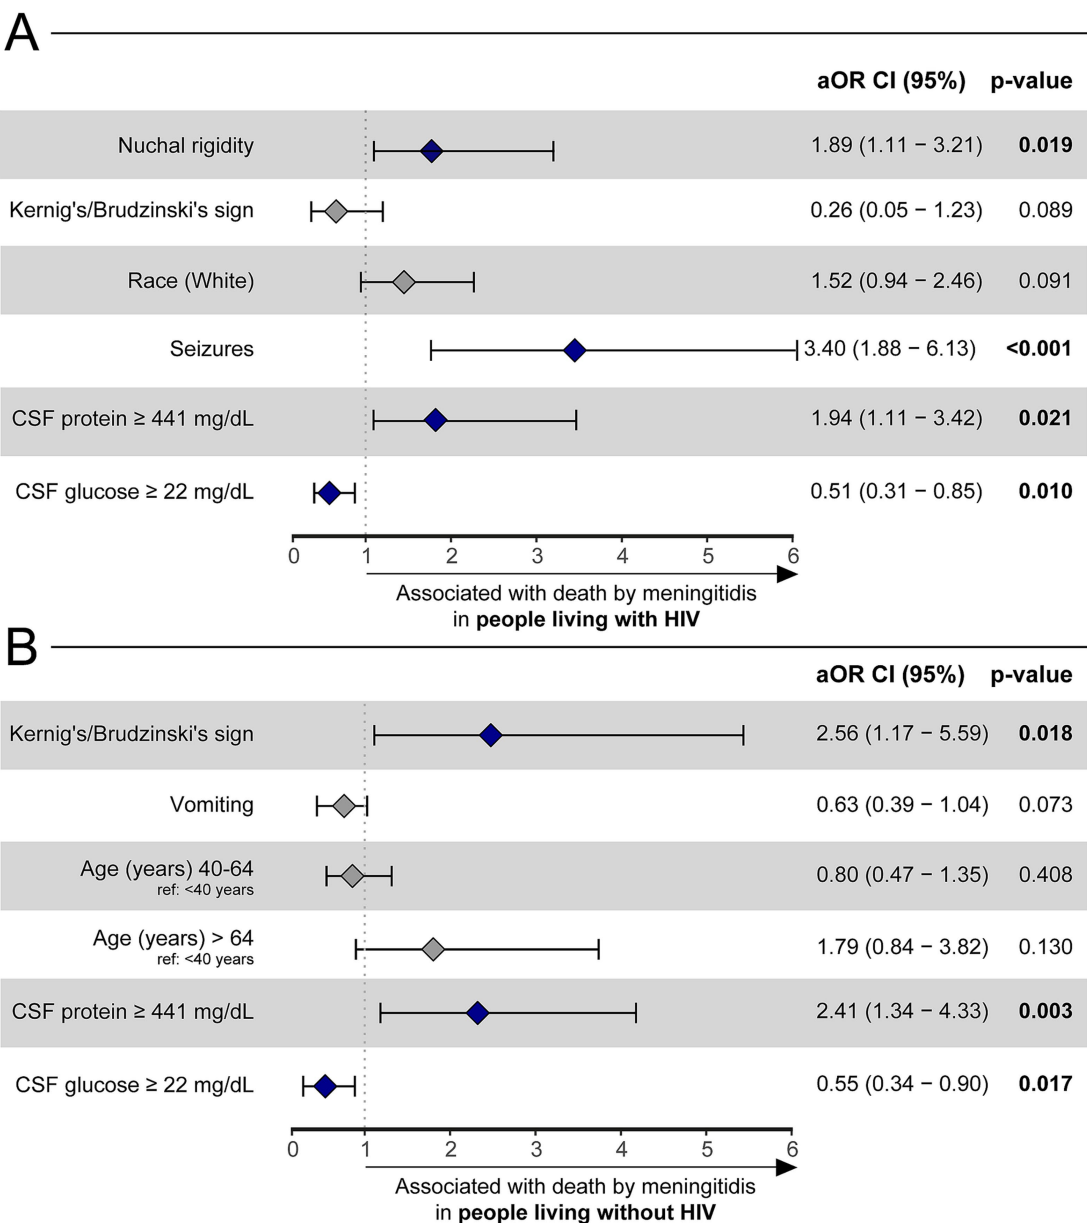 A
aOR CI (95%) p-value
Nuchal rigidity 1.89 (1.11 − 3.21) 0.019
Kernig's/Brudzinski's sign 0.26 (0.05 − 1.23) 0.089
Race (White) 1.52 (0.94 − 2.46) 0.091
Seizures 3.40 (1.88 − 6.13) <0.001
CSF protein ≥ 441 mg/dL 1.94 (1.11 − 3.42) 0.021
CSF glucose ≥ 22 mg/dL 0.51 (0.31 − 0.85) 0.010
0 1 2 3 4 5 6
Associated with death by meningitidis
in people living with HIV
B
aOR CI (95%) p-value
Kernig's/Brudzinski's sign 2.56 (1.17 − 5.59) 0.018
Vomiting 0.63 (0.39 − 1.04) 0.073
Age (years) 40-64 0.80 (0.47 − 1.35) 0.408
ref: <40 years
Age (years) > 64 1.79 (0.84 − 3.82) 0.130
ref: <40 years
CSF protein ≥ 441 mg/dL 2.41 (1.34 − 4.33) 0.003
CSF glucose ≥ 22 mg/dL 0.55 (0.34 − 0.90) 0.017
0 1 2 3 4 5 6
Associated with death by meningitidis
in people living without HIV